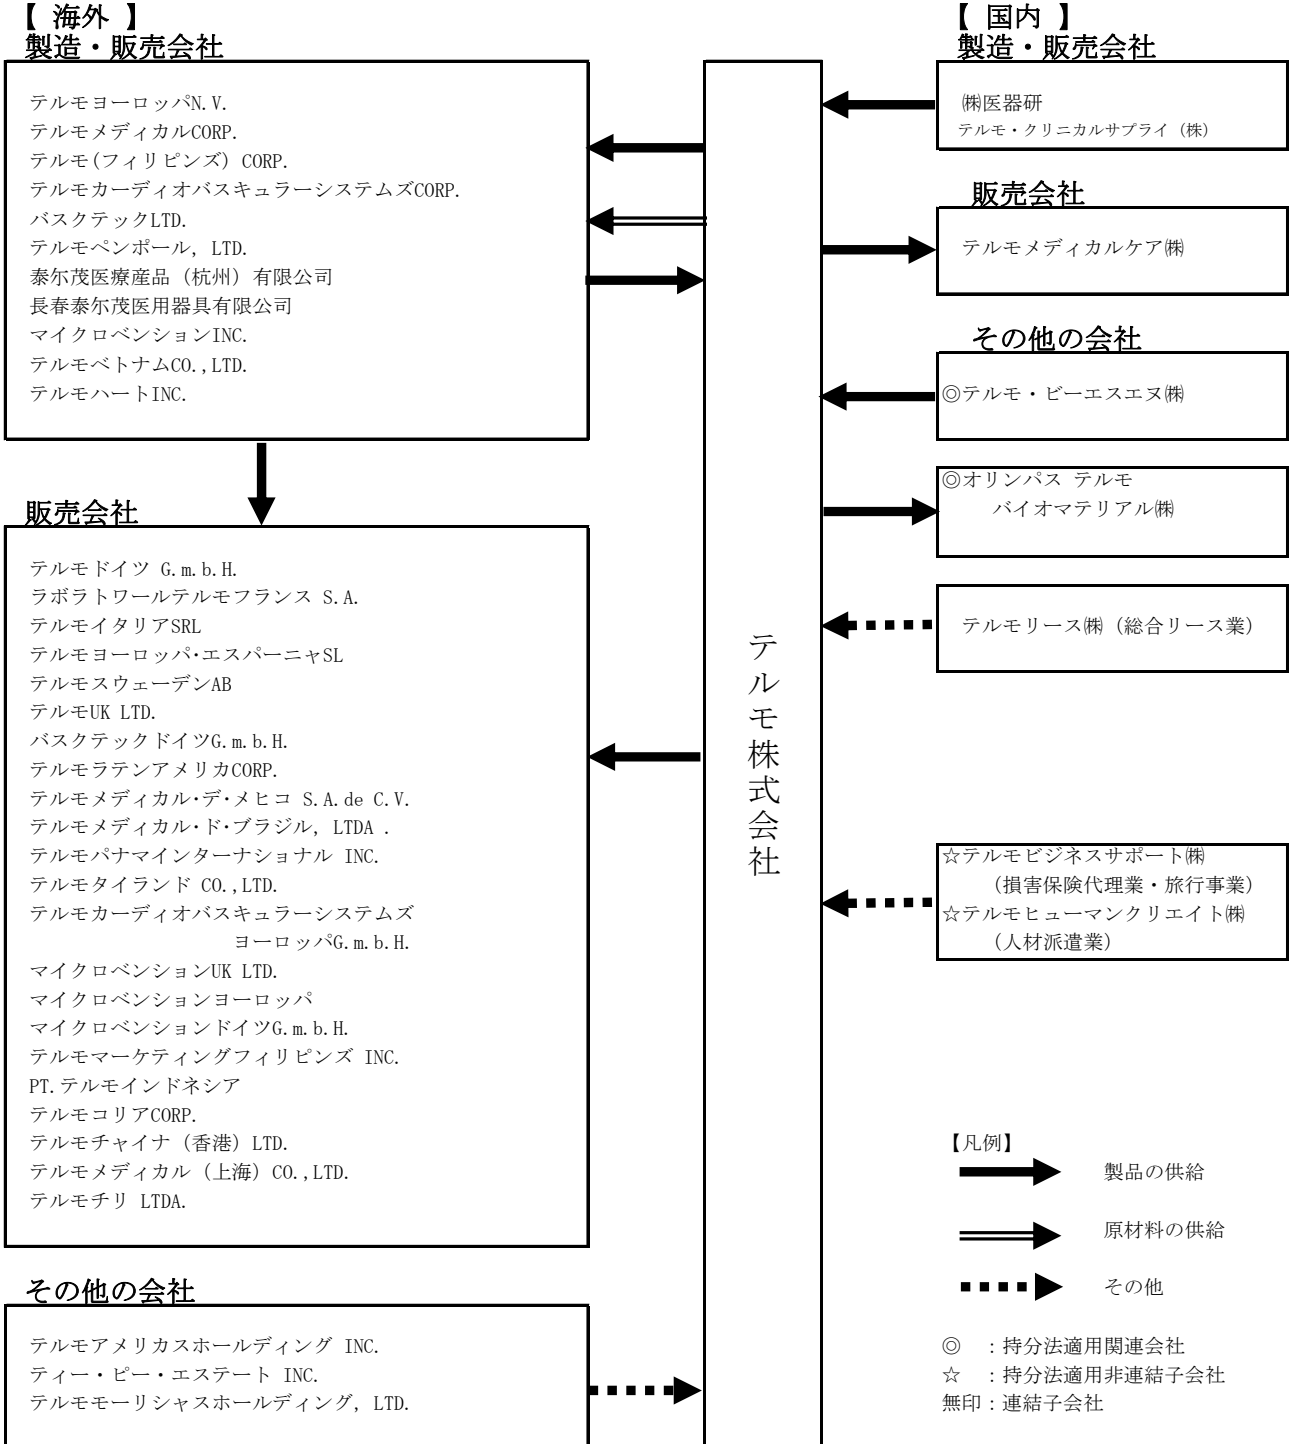 【 海外 】
製造・販売会社
テルモヨーロッパN.V.
テルモメディカルCORP.
テルモ(フィリピンズ) CORP.
テルモカーディオバスキュラーシステムズCORP.
バスクテックLTD.
テルモペンポール, LTD.
泰尓茂医療産品（杭州）有限公司
長春泰尓茂医用器具有限公司
マイクロベンションINC.
テルモベトナムCO.,LTD.
テルモハートINC.
販売会社
テルモドイツ G.m.b.H.
ラボラトワールテルモフランス S.A.
テルモイタリアSRL
テルモヨーロッパ･エスパーニャSL
テルモスウェーデンAB
テルモUK LTD.
バスクテックドイツG.m.b.H.
テルモラテンアメリカCORP.
テルモメディカル･デ･メヒコ S.A.de C.V.
テルモメディカル･ド･ブラジル, LTDA .
テルモパナマインターナショナル INC.
テルモタイランド CO.,LTD.
テルモカーディオバスキュラーシステムズ
ヨーロッパG.m.b.H.
マイクロベンションUK LTD.
マイクロベンションヨーロッパ
マイクロベンションドイツG.m.b.H.
テルモマーケティングフィリピンズ INC.
PT.テルモインドネシア
テルモコリアCORP.
テルモチャイナ（香港）LTD.
テルモメディカル（上海）CO.,LTD.
テルモチリ LTDA.
その他の会社
テルモアメリカスホールディング INC.
ティー・ピー・エステート INC.
テルモモーリシャスホールディング, LTD.
テルモ株式会社
【 国内 】
製造・販売会社
㈱医器研
テルモ・クリニカルサプライ（株）
販売会社
テルモメディカルケア㈱
その他の会社
◎テルモ・ビーエスエヌ㈱
◎オリンパス テルモ
バイオマテリアル㈱
テルモリース㈱（総合リース業）
☆テルモビジネスサポート㈱
（損害保険代理業・旅行事業）
☆テルモヒューマンクリエイト㈱
（人材派遣業）
【凡例】
製品の供給
原材料の供給
その他
◎ ：持分法適用関連会社
☆ ：持分法適用非連結子会社
無印：連結子会社